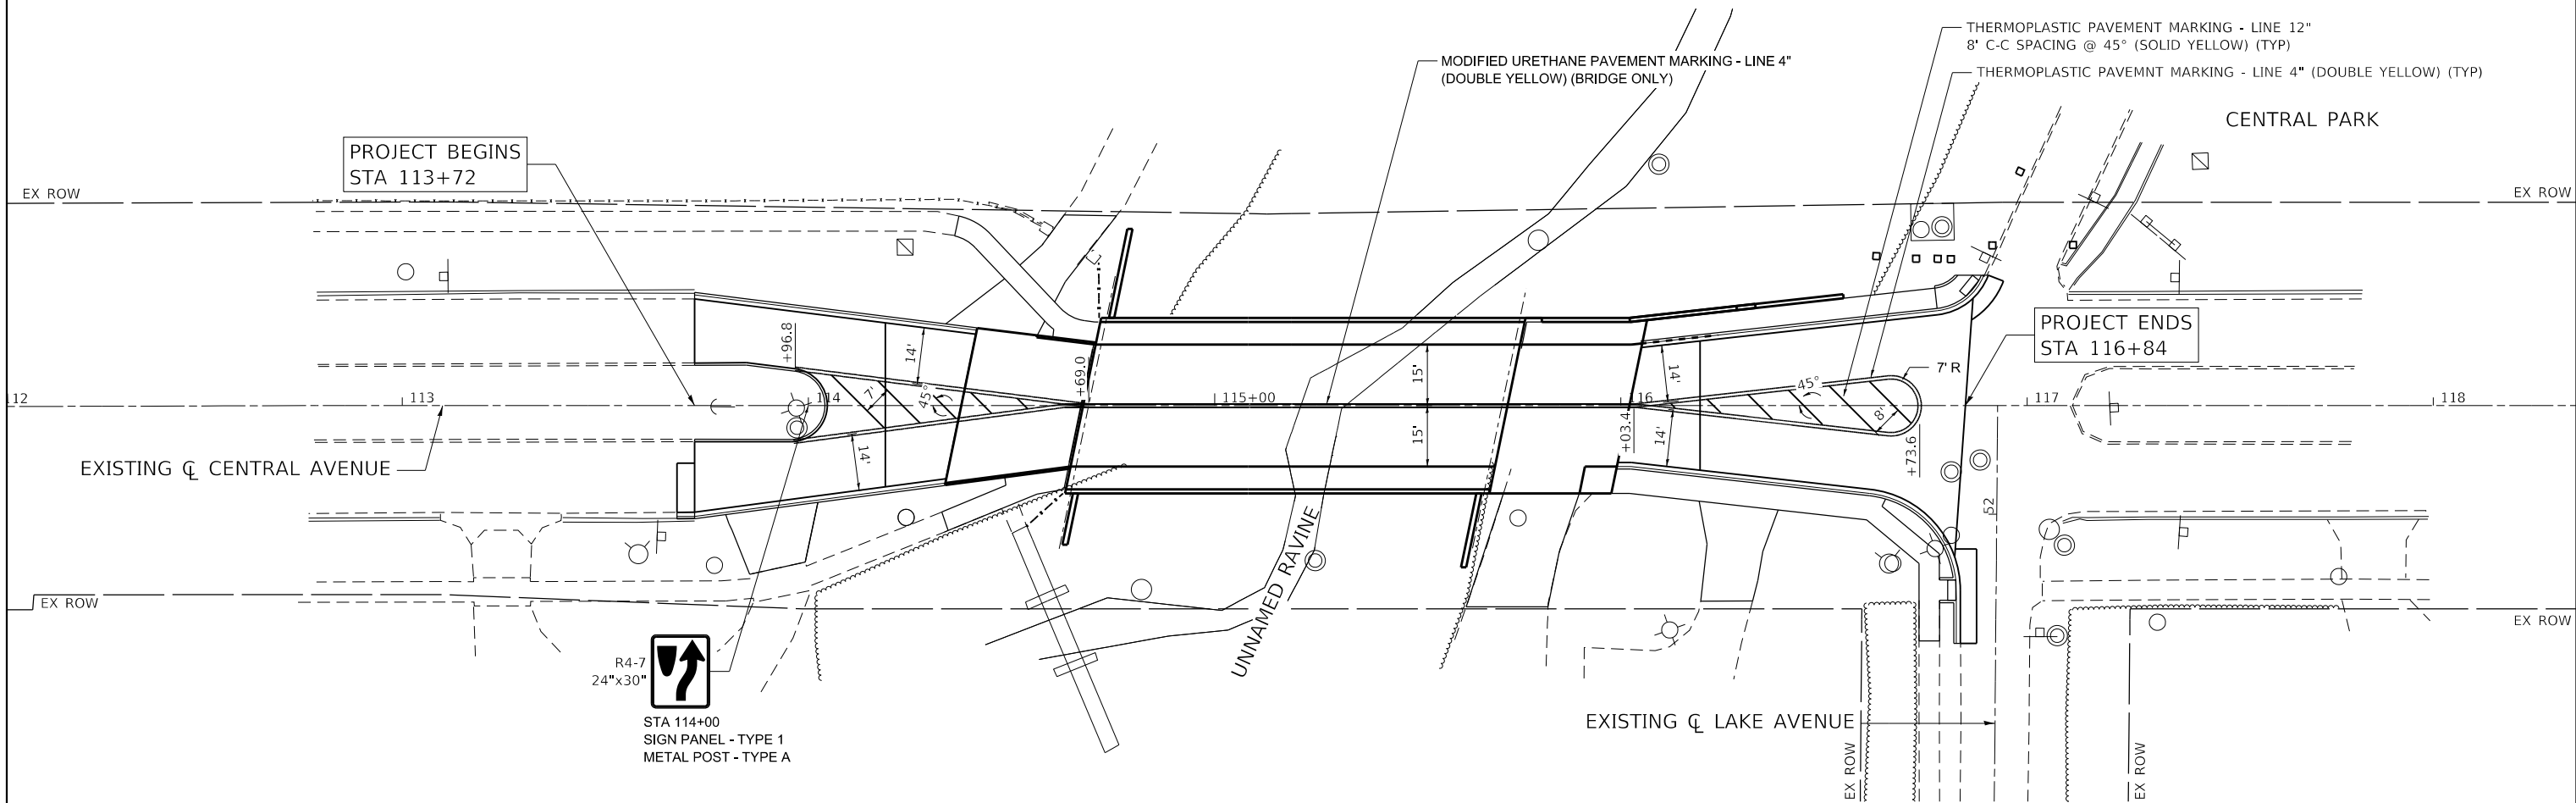 THERMOPLASTIC PAVEMENT MARKING - LINE 12"
8' C-C SPACING @ 45° (SOLID YELLOW) (TYP)
MODIFIED URETHANE PAVEMENT MARKING - LINE 4"
(DOUBLE YELLOW) (BRIDGE ONLY)
THERMOPLASTIC PAVEMNT MARKING - LINE 4" (DOUBLE YELLOW) (TYP)
CENTRAL PARK
PROJECT BEGINS
STA 113+72
EX ROW
EX ROW
PROJECT ENDS
STA 116+84
+96.8
14'
+69.0
15'
14'
7' R
7'
45°
45°
112
113
114
115+00
116
117
118
8'
14'
15'
+03.4
14'
+73.6
EXISTING ℄ CENTRAL AVENUE
52
UNNAMED RAVINE
EX ROW
EX ROW
R4-7
24"x30"
STA 114+00
SIGN PANEL - TYPE 1
METAL POST - TYPE A
EXISTING ℄ LAKE AVENUE
EX ROW
EX ROW